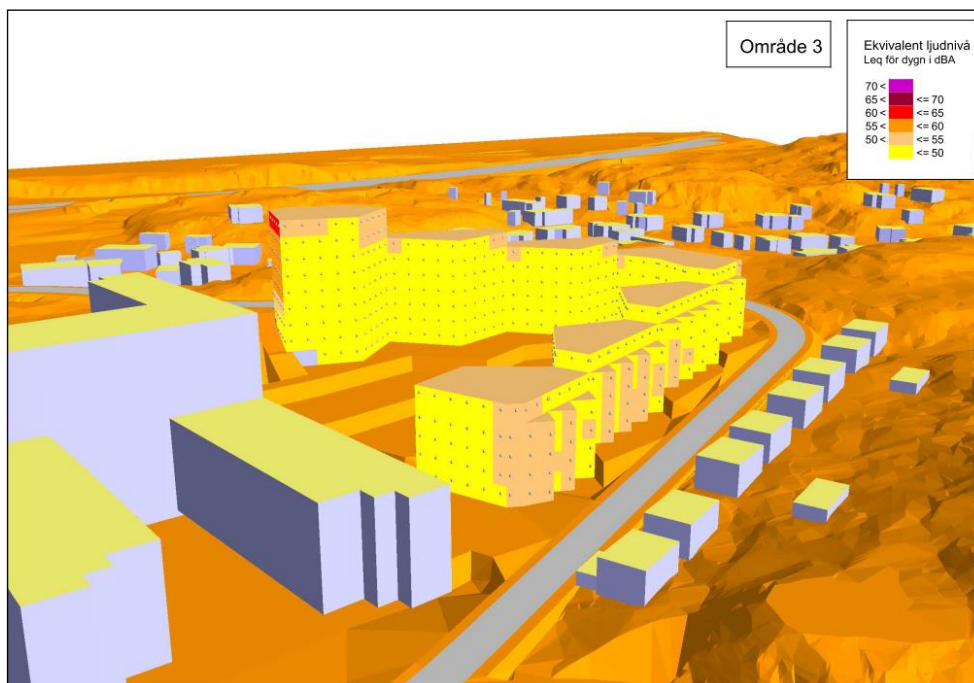 Område 3
Ekvivalent ljudnivå
Leq för dygn i dBA
70 <
65 < <= 70
60 < <= 65
55 < <= 60
50 < <= 55
<= 50